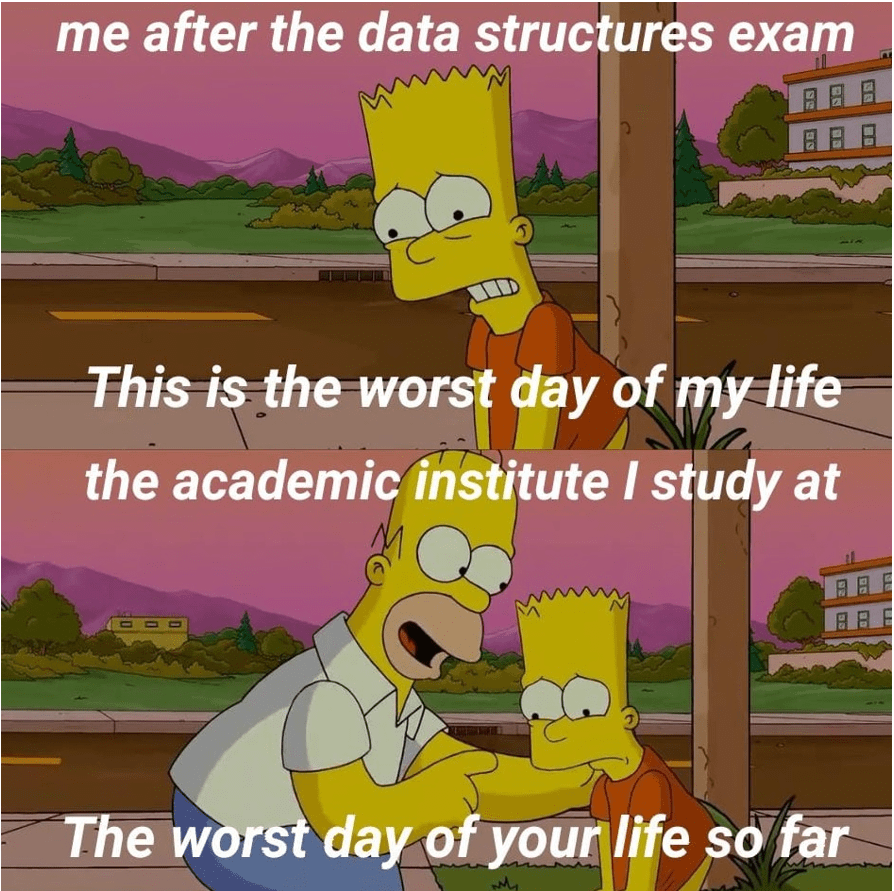 me after the data structures exam
This is the worst day of my life
the academic institute I study at
The worst day of your life so far